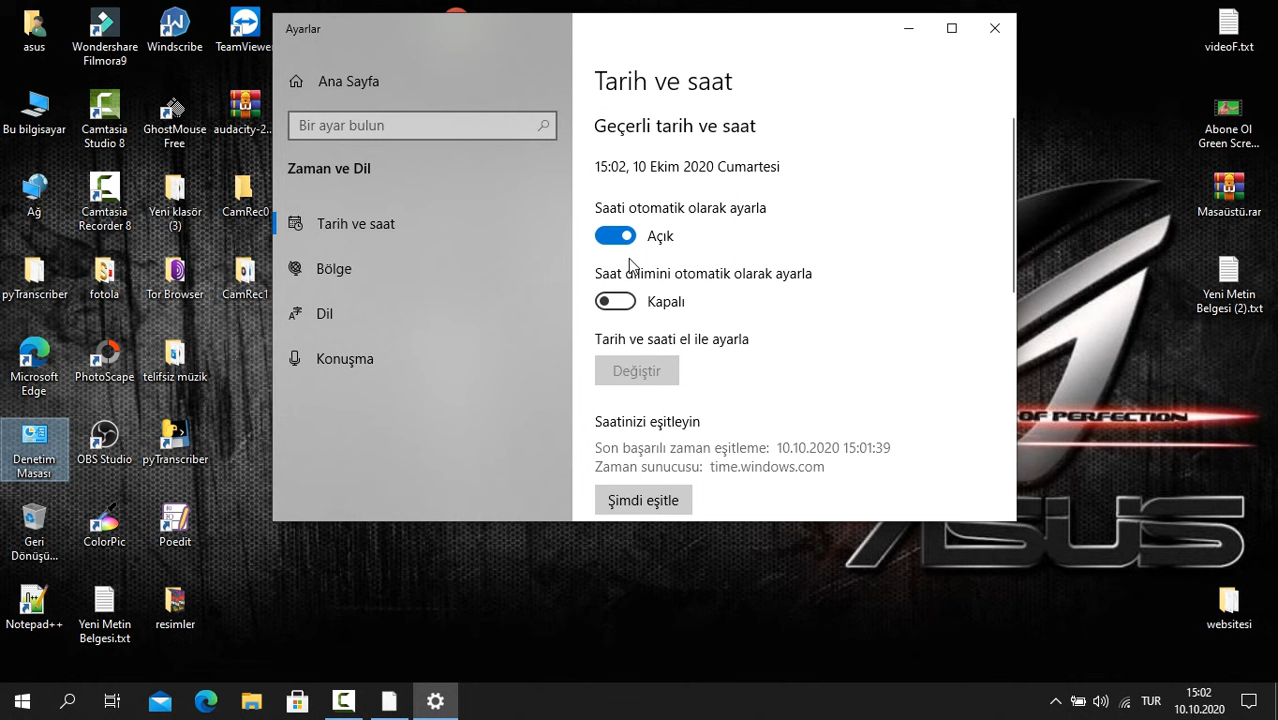 asus
Wondershare
Filmora9
Windscribe
TeamViewer
Bu bilgisayar
Camtasia
Studio 8
GhostMouse
Free
audacity-2...
Ağ
Camtasia
Recorder 8
Yeni klasör
(3)
CamRec0
pyTranscriber
fotola
Tor Browser
CamRec1
Microsoft
Edge
PhotoScape
telifsiz müzik
Denetim
Masası
OBS Studio
pyTranscriber
Geri
Dönüşü...
ColorPic
Poedit
Notepad++
Yeni Metin
Belgesi.txt
resimler
Ayarlar
Ana Sayfa
Bir ayar bulun
Zaman ve Dil
Tarih ve saat
Bölge
Dil
Konuşma
Tarih ve saat
Geçerli tarih ve saat
15:02, 10 Ekim 2020 Cumartesi
Saati otomatik olarak ayarla
Açık
Saat dilimini otomatik olarak ayarla
Kapalı
Tarih ve saati el ile ayarla
Değiştir
Saatinizi eşitleyin
Son başarılı zaman eşitleme: 10.10.2020 15:01:39
Zaman sunucusu: time.windows.com
Şimdi eşitle
videoF.txt
Abone Ol
Green Scre...
Masaüstü.rar
Yeni Metin
Belgesi (2).txt
OF PERFECTION
ASUS
websitesi
TUR
15:02
10.10.2020